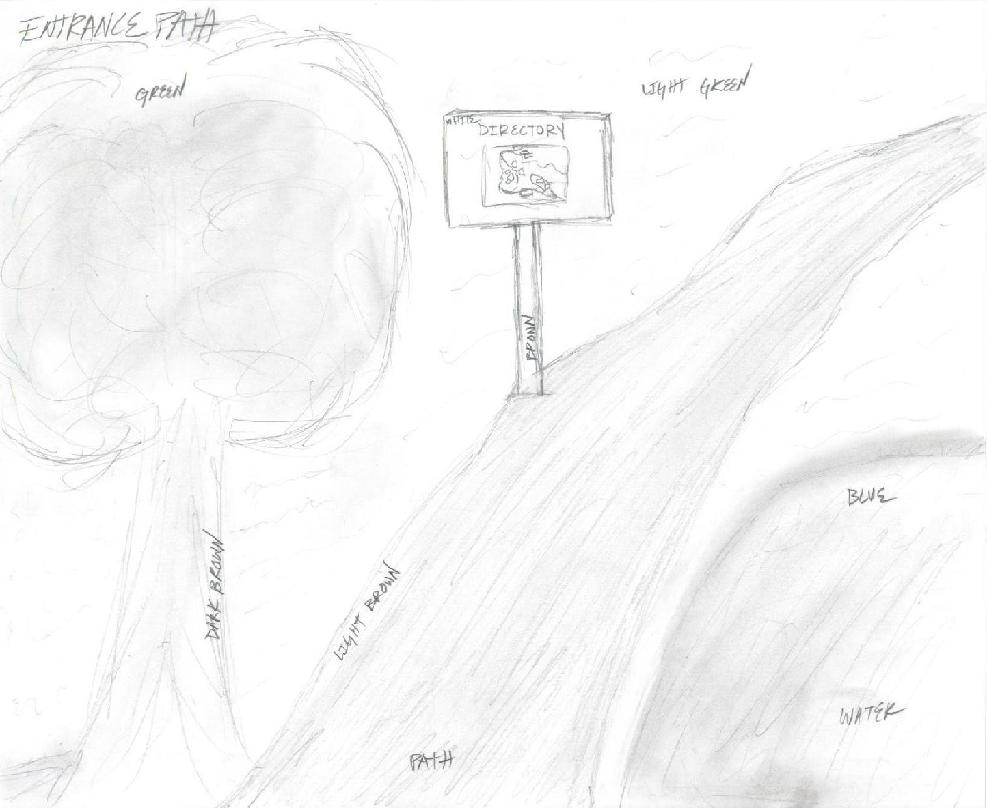 ENTRANCE PATH
GREEN
LIGHT GREEN
WHITE
DIRECTORY
BROWN
BLUE
DARK BROWN
LIGHT BROWN
WATER
PATH